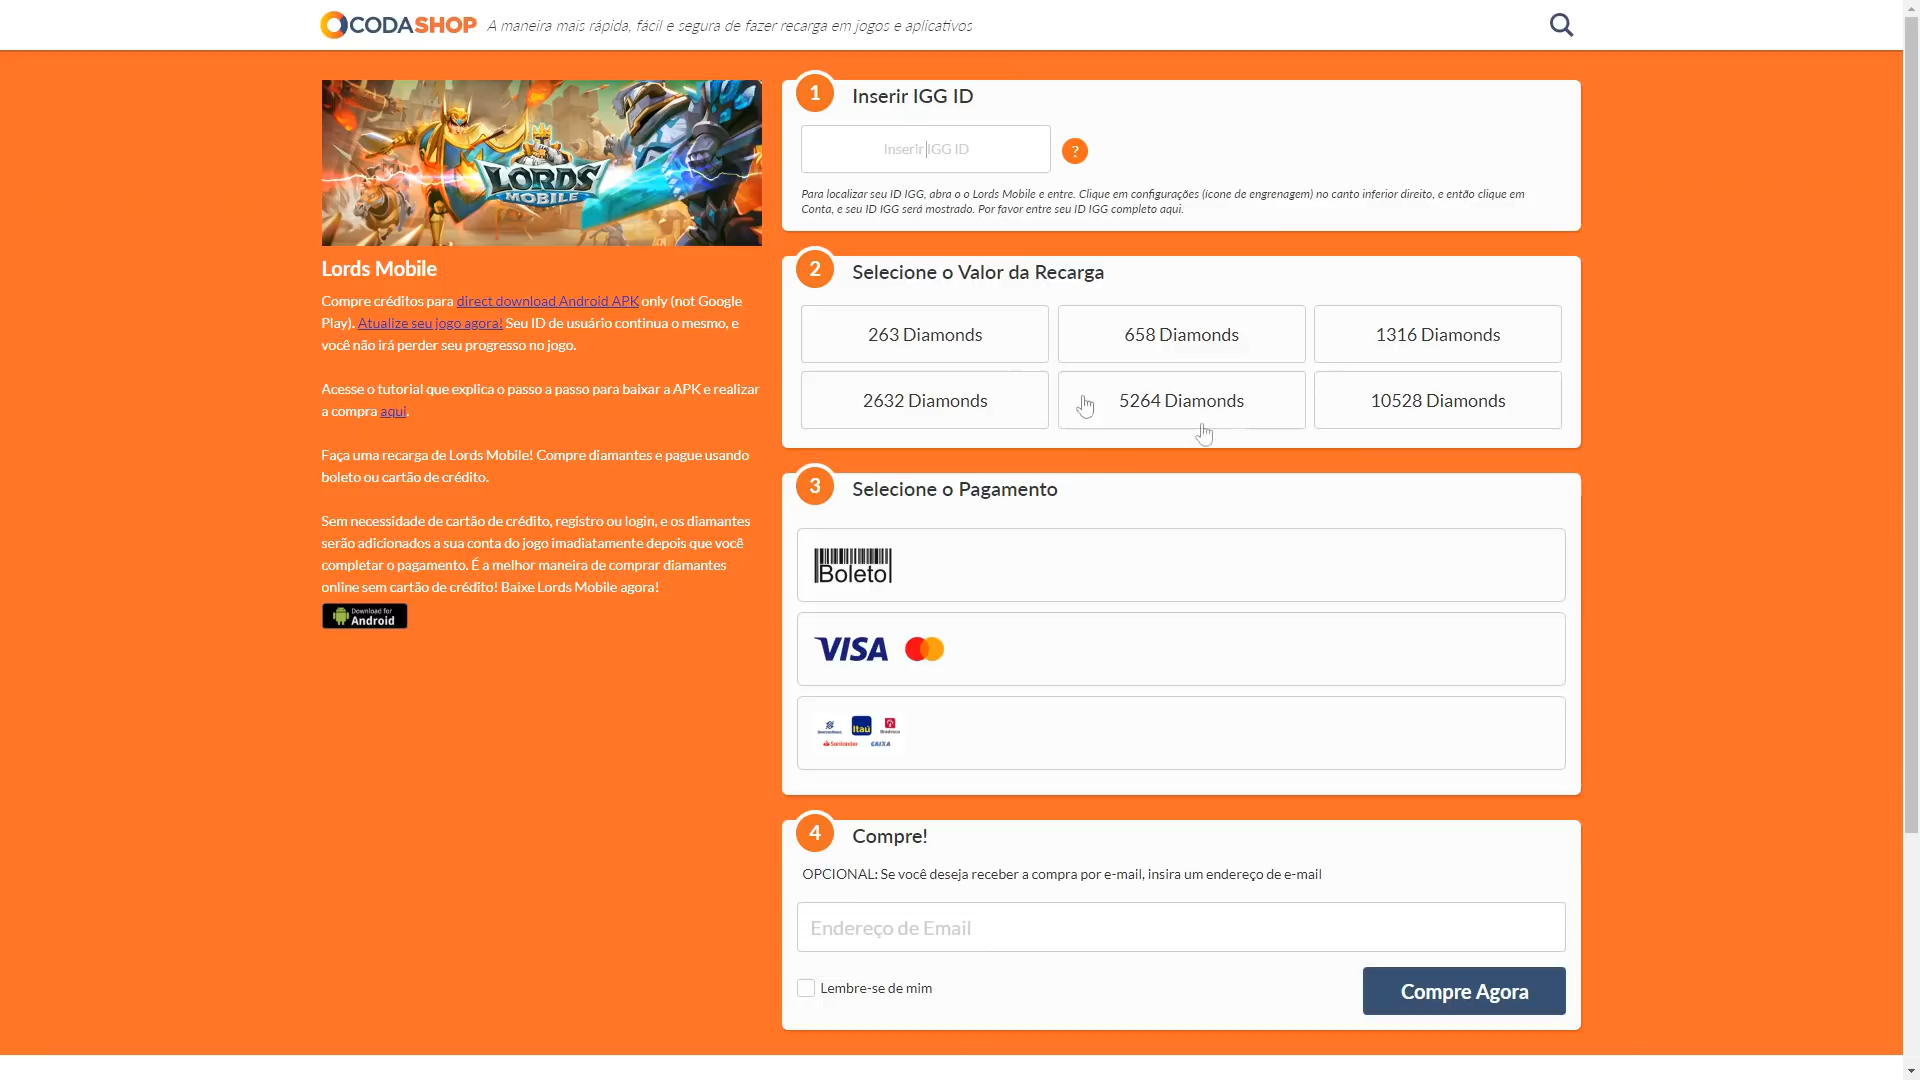 CODASHOP A maneira mais rápida, fácil e segura de fazer recarga em jogos e aplicativos
LORDS
MOBILE
Lords Mobile
Compre créditos para direct download Android APK only (not Google
Play). Atualize seu jogo agora! Seu ID de usuário continua o mesmo, e
você não irá perder seu progresso no jogo.
Acesse o tutorial que explica o passo a passo para baixar a APK e realizar
a compra aqui.
Faça uma recarga de Lords Mobile! Compre diamantes e pague usando
boleto ou cartão de crédito.
Sem necessidade de cartão de crédito, registro ou login, e os diamantes
serão adicionados a sua conta do jogo imadiatamente depois que você
completar o pagamento. É a melhor maneira de comprar diamantes
online sem cartão de crédito! Baixe Lords Mobile agora!
Download for
Android
1 Inserir IGG ID
Inserir IGG ID ?
Para localizar seu ID IGG, abra o o Lords Mobile e entre. Clique em configurações (ícone de engrenagem) no canto inferior direito, e então clique em
Conta, e seu ID IGG será mostrado. Por favor entre seu ID IGG completo aqui.
2 Selecione o Valor da Recarga
263 Diamonds 658 Diamonds 1316 Diamonds
2632 Diamonds 5264 Diamonds 10528 Diamonds
3 Selecione o Pagamento
Boleto
VISA
Itaú Bradesco
Santander CAIXA
4 Compre!
OPCIONAL: Se você deseja receber a compra por e-mail, insira um endereço de e-mail
Endereço de Email
Lembre-se de mim Compre Agora